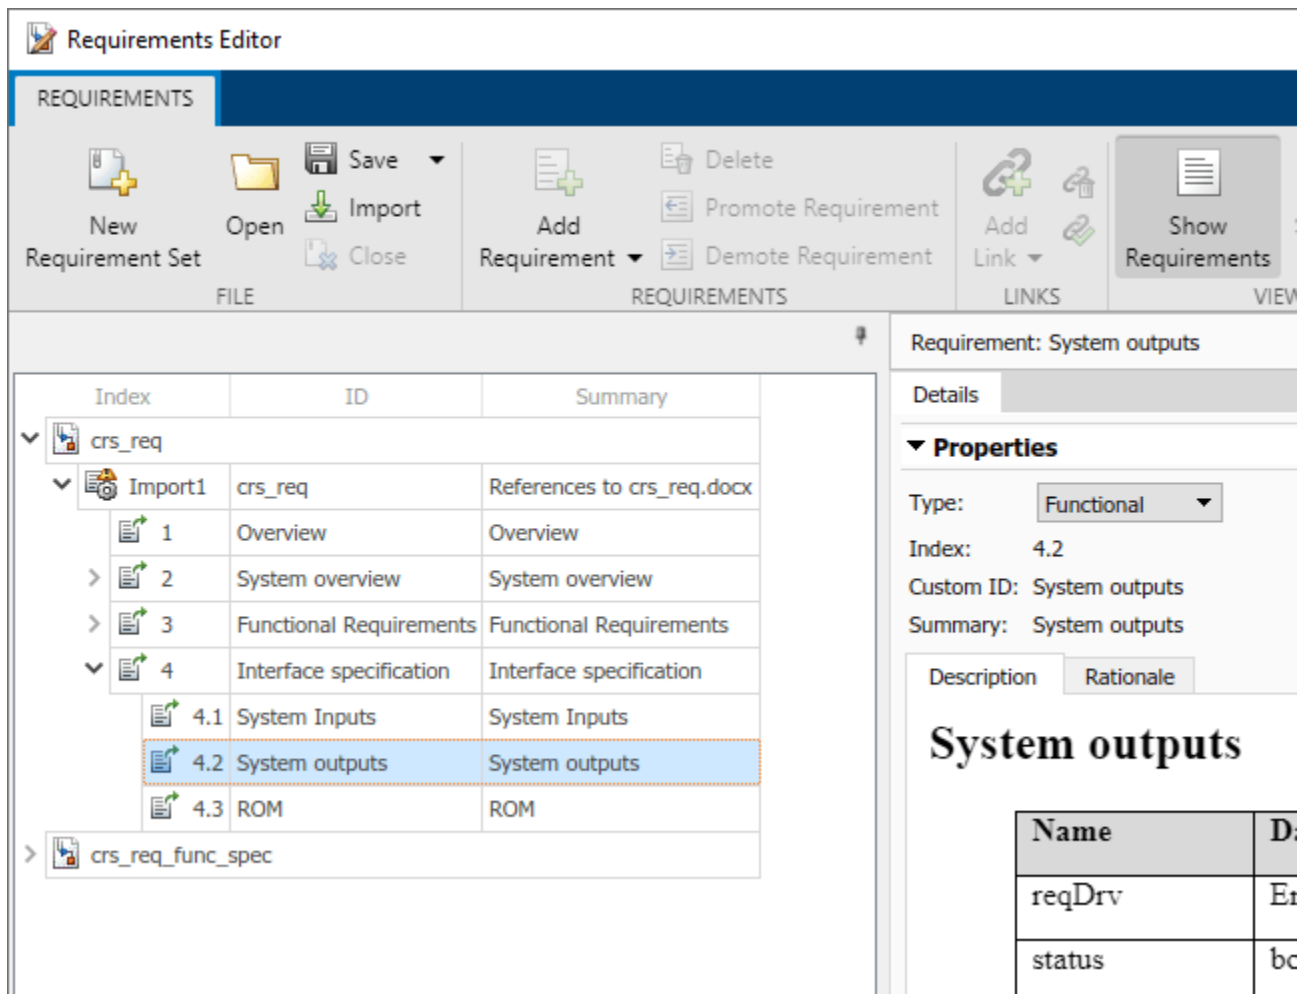 Requirements Editor
REQUIREMENTS
New
Requirement Set
Open
Save
Import
Close
FILE
Add
Requirement
Delete
Promote Requirement
Demote Requirement
REQUIREMENTS
Add
Link
LINKS
Show
Requirements
VIEW
Requirement: System outputs
Index ID Summary
crs_req
Import1 crs_req References to crs_req.docx
1 Overview Overview
2 System overview System overview
3 Functional Requirements Functional Requirements
4 Interface specification Interface specification
4.1 System Inputs System Inputs
4.2 System outputs System outputs
4.3 ROM ROM
crs_req_func_spec
Details
Properties
Type: Functional
Index: 4.2
Custom ID: System outputs
Summary: System outputs
Description Rationale
System outputs
Name
reqDrv
status